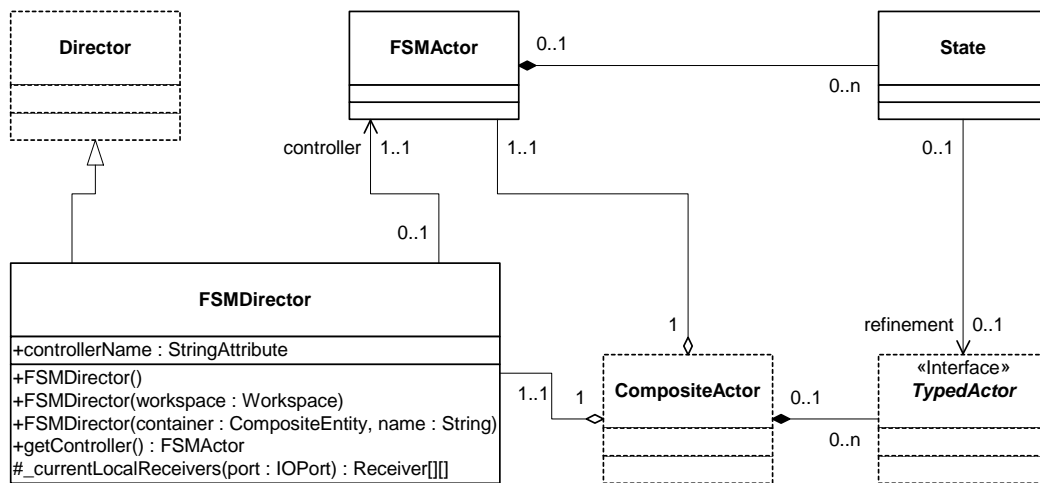 Director
FSMActor
State
0..1
0..n
controller
1..1
1..1
0..1
0..1
FSMDirector
+controllerName : StringAttribute
+FSMDirector()
+FSMDirector(workspace : Workspace)
+FSMDirector(container : CompositeEntity, name : String)
+getController() : FSMActor
#_currentLocalReceivers(port : IOPort) : Receiver[][]
1
refinement
0..1
CompositeActor
«Interface»
TypedActor
1..1
1
0..1
0..n